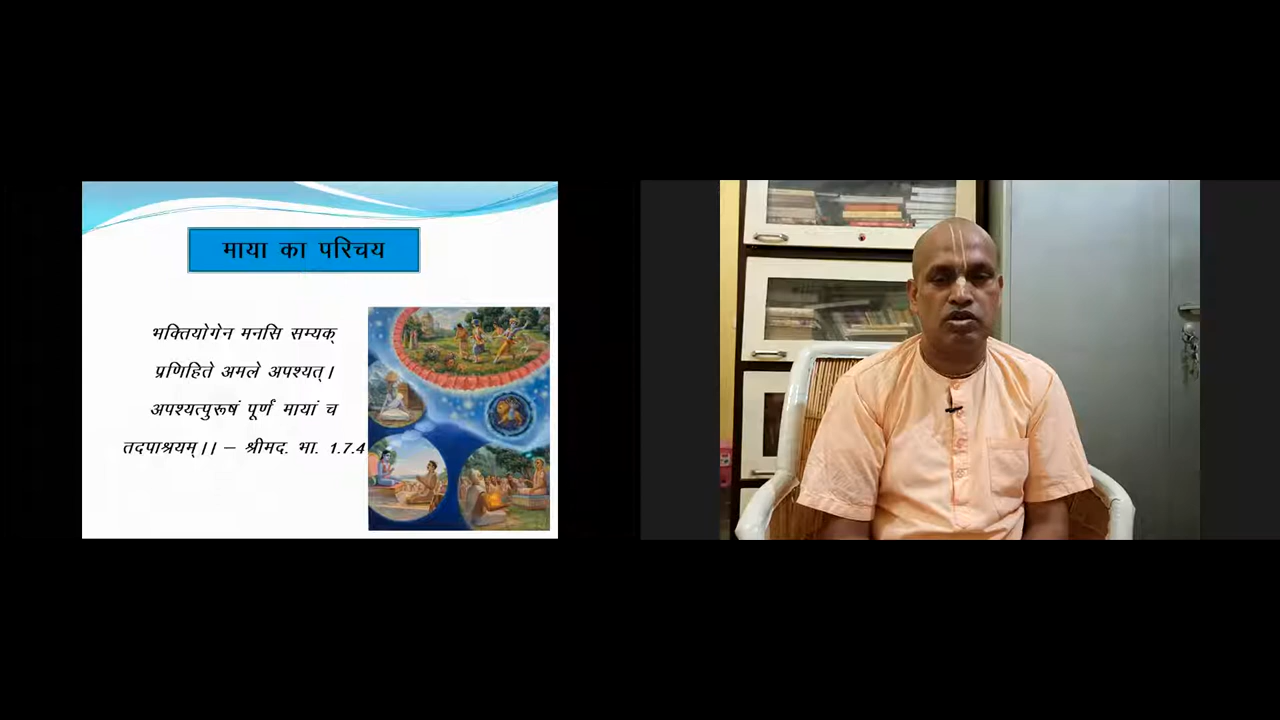 माया का परिचय
भक्तियोगेन मनसि सम्यक्
प्रणिहिते अमले अपश्यत्।
अपश्यत्पुरूषं पूर्णं मायां च
तदपाश्रयम्।। – श्रीमद. भा. 1.7.4